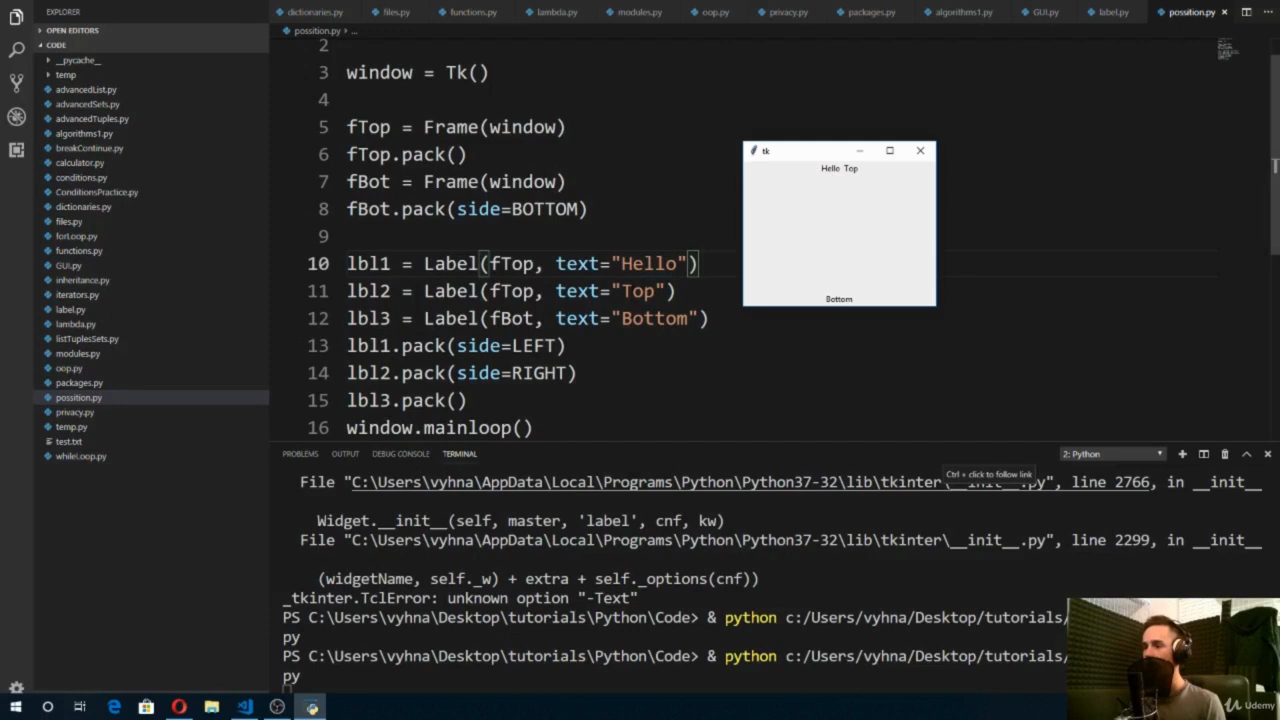 EXPLORER
OPEN EDITORS
CODE
__pycache__
temp
advancedList.py
advancedSets.py
advancedTuples.py
algorithms1.py
breakContinue.py
calculator.py
conditions.py
ConditionsPractice.py
dictionaries.py
files.py
forLoop.py
functions.py
GUI.py
inheritance.py
iterators.py
label.py
lambda.py
listTuplesSets.py
modules.py
oop.py
packages.py
possition.py
privacy.py
temp.py
test.txt
whileLoop.py
dictionaries.py files.py functions.py lambda.py modules.py oop.py privacy.py packages.py algorithms1.py GUI.py label.py possition.py
possition.py > ...
2
3 window = Tk()
4
5 fTop = Frame(window)
6 fTop.pack()
7 fBot = Frame(window)
8 fBot.pack(side=BOTTOM)
9
10 lbl1 = Label(fTop, text="Hello")
11 lbl2 = Label(fTop, text="Top")
12 lbl3 = Label(fBot, text="Bottom")
13 lbl1.pack(side=LEFT)
14 lbl2.pack(side=RIGHT)
15 lbl3.pack()
16 window.mainloop()
tk
Hello Top
Bottom
PROBLEMS OUTPUT DEBUG CONSOLE TERMINAL
2: Python
Ctrl + click to follow link
File "C:\Users\vyhna\AppData\Local\Programs\Python\Python37-32\lib\tkinter\__init__.py", line 2766, in __init__
Widget.__init__(self, master, 'label', cnf, kw)
File "C:\Users\vyhna\AppData\Local\Programs\Python\Python37-32\lib\tkinter\__init__.py", line 2299, in __init__
(widgetName, self._w) + extra + self._options(cnf))
_tkinter.TclError: unknown option "-Text"
PS C:\Users\vyhna\Desktop\tutorials\Python\Code> & python c:/Users/vyhna/Desktop/tutorials/
py
PS C:\Users\vyhna\Desktop\tutorials\Python\Code> & python c:/Users/vyhna/Desktop/tutorials/
py
Udemy